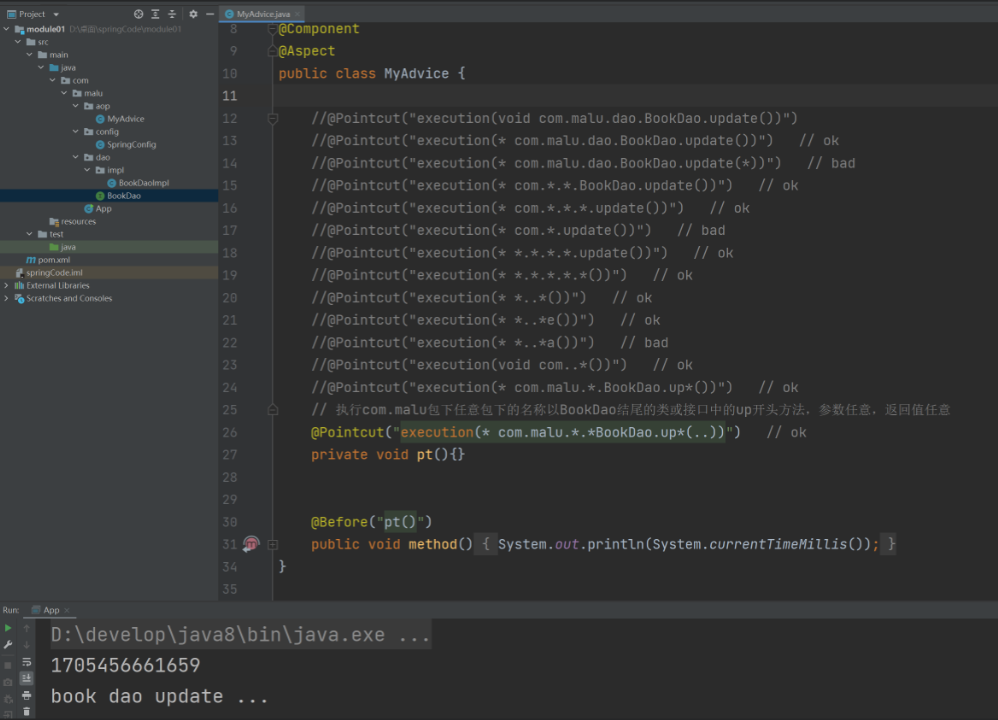 Project
MyAdvice.java
module01 D:\桌面\springCode\module01
src
main
java
com
malu
aop
MyAdvice
config
SpringConfig
dao
impl
BookDaoImpl
BookDao
App
resources
test
java
pom.xml
springCode.iml
External Libraries
Scratches and Consoles
8 @Component
9 @Aspect
10 public class MyAdvice {
11
12 //@Pointcut("execution(void com.malu.dao.BookDao.update())")
13 //@Pointcut("execution(* com.malu.dao.BookDao.update())") // ok
14 //@Pointcut("execution(* com.malu.dao.BookDao.update(*))") // bad
15 //@Pointcut("execution(* com.*.*.BookDao.update())") // ok
16 //@Pointcut("execution(* com.*.*.*.update())") // ok
17 //@Pointcut("execution(* com.*.update())") // bad
18 //@Pointcut("execution(* *.*.*.*.update())") // ok
19 //@Pointcut("execution(* *.*.*.*.*())") // ok
20 //@Pointcut("execution(* *..*())") // ok
21 //@Pointcut("execution(* *..*e())") // ok
22 //@Pointcut("execution(* *..*a())") // bad
23 //@Pointcut("execution(void com..*())") // ok
24 //@Pointcut("execution(* com.malu.*.BookDao.up*())") // ok
25 // 执行com.malu包下任意包下的名称以BookDao结尾的类或接口中的up开头方法，参数任意，返回值任意
26 @Pointcut("execution(* com.malu.*.*BookDao.up*(..))") // ok
27 private void pt(){}
28
29
30 @Before("pt()")
31 public void method() { System.out.println(System.currentTimeMillis()); }
34 }
35
Run: App
D:\develop\java8\bin\java.exe ...
1705456661659
book dao update ...